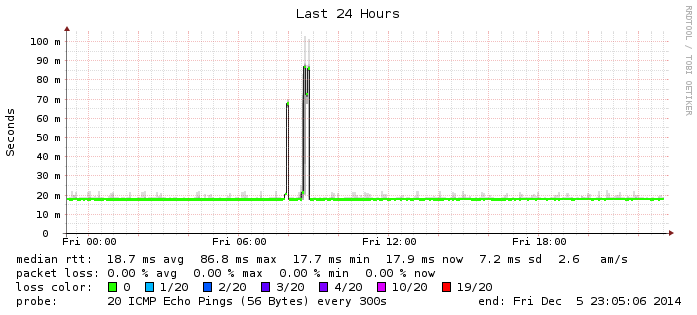 Last 24 Hours
RRDTOOL / TOBI OETIKER
Seconds
100 m
90 m
80 m
70 m
60 m
50 m
40 m
30 m
20 m
10 m
0
Fri 00:00 Fri 06:00 Fri 12:00 Fri 18:00
median rtt: 18.7 ms avg 86.8 ms max 17.7 ms min 17.9 ms now 7.2 ms sd 2.6 am/s
packet loss: 0.00 % avg 0.00 % max 0.00 % min 0.00 % now
loss color: 0 1/20 2/20 3/20 4/20 10/20 19/20
probe: 20 ICMP Echo Pings (56 Bytes) every 300s end: Fri Dec 5 23:05:06 2014